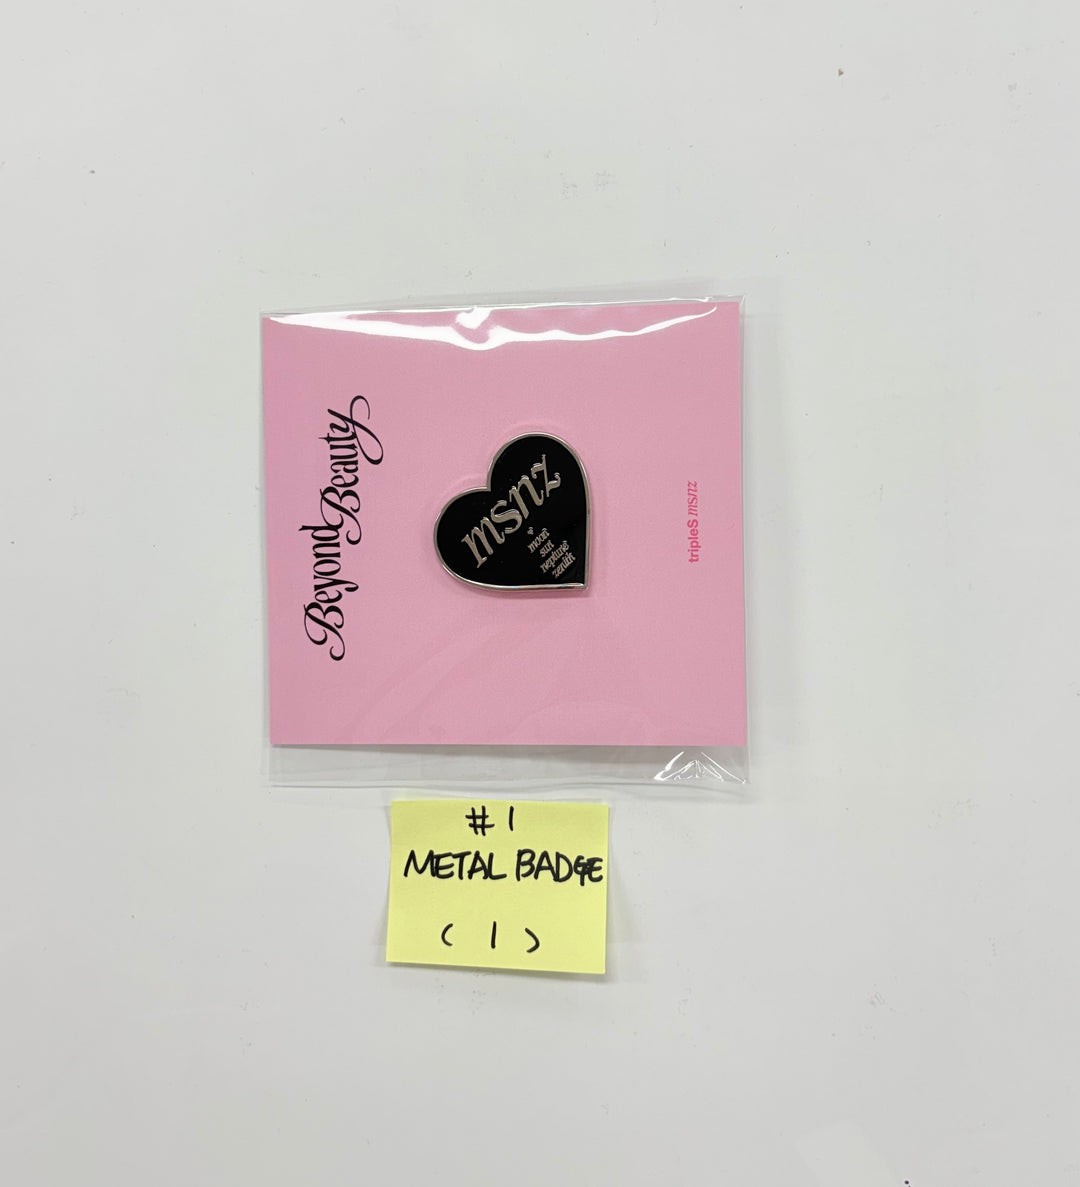 Beyond
Beauty
msnz
moon
sun
neptune
zenith
tripleS msnz
#1
METAL BADGE
(1)